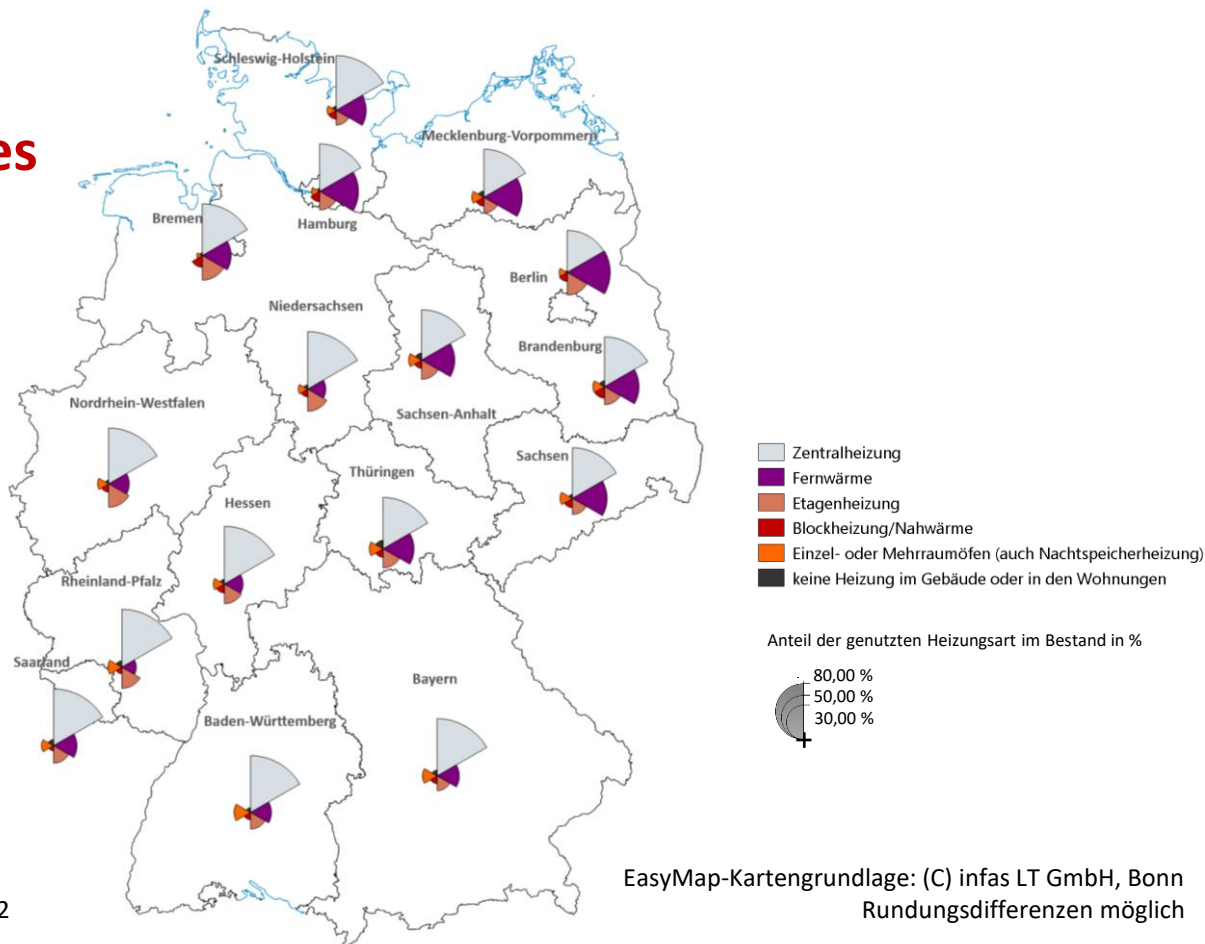 es
Schleswig-Holstein
Mecklenburg-Vorpommern
Bremen
Hamburg
Berlin
Niedersachsen
Brandenburg
Nordrhein-Westfalen
Sachsen-Anhalt
Sachsen
Thüringen
Hessen
Rheinland-Pfalz
Saarland
Bayern
Baden-Württemberg
Zentralheizung
Fernwärme
Etagenheizung
Blockheizung/Nahwärme
Einzel- oder Mehrraumöfen (auch Nachtspeicherheizung)
keine Heizung im Gebäude oder in den Wohnungen
Anteil der genutzten Heizungsart im Bestand in %
80,00 %
50,00 %
30,00 %
EasyMap-Kartengrundlage: (C) infas LT GmbH, Bonn
Rundungsdifferenzen möglich
2